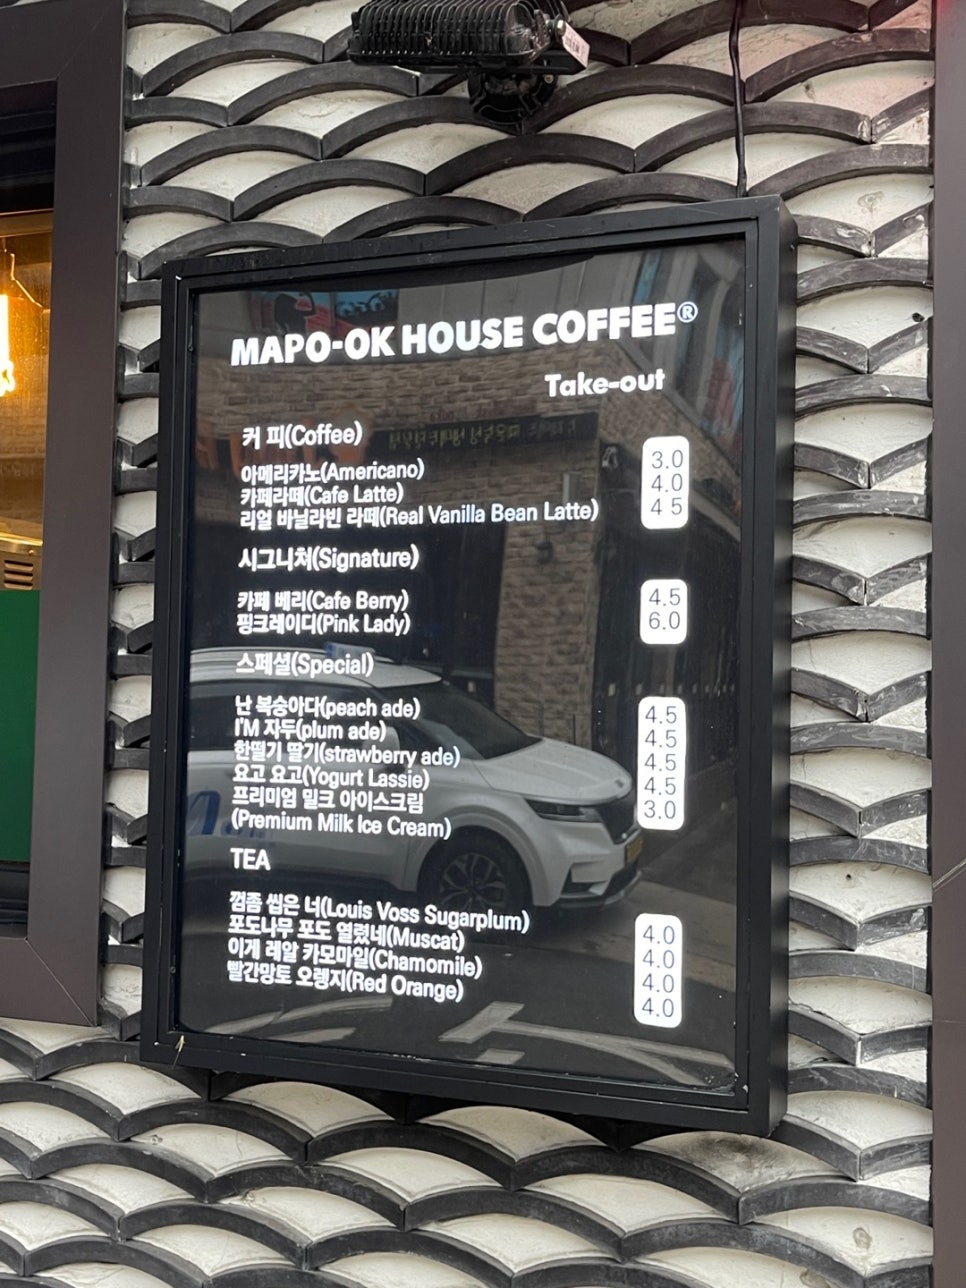 MAPO-OK HOUSE COFFEE®
Take-out
커 피(Coffee)
아메리카노(Americano) 3.0
카페라떼(Cafe Latte) 4.0
리얼 바닐라빈 라떼(Real Vanilla Bean Latte) 4.5
시그니쳐(Signature)
카페 베리(Cafe Berry) 4.5
핑크레이디(Pink Lady) 6.0
스페셜(Special)
난 복숭아다(peach ade) 4.5
I'M 자두(plum ade) 4.5
한떨기 딸기(strawberry ade) 4.5
요고 요고(Yogurt Lassie) 4.5
프리미엄 밀크 아이스크림 3.0
(Premium Milk Ice Cream)
TEA
껌좀 씹은 너(Louis Voss Sugarplum) 4.0
포도나무 포도 열렸네(Muscat) 4.0
이게 레알 카모마일(Chamomile) 4.0
빨간망토 오렝지(Red Orange) 4.0